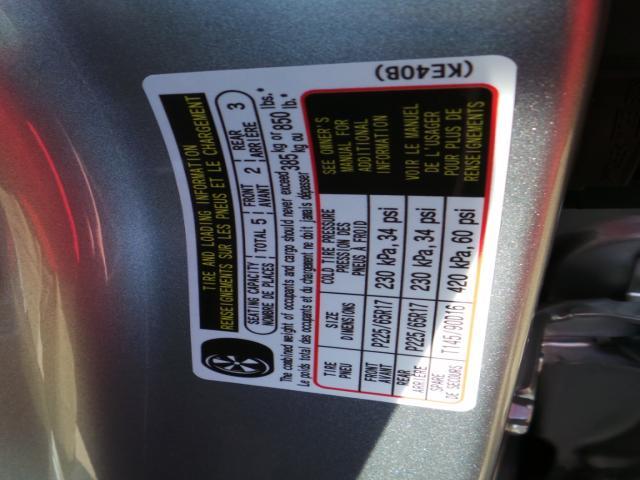 TIRE AND LOADING INFORMATION
RENSEIGNEMENTS SUR LES PNEUS ET LE CHARGEMENT
SEATING CAPACITY
NOMBRE DE PLACES
TOTAL 5
FRONT
AVANT
2
REAR
ARRIÈRE
3
The combined weight of occupants and cargo should never exceed 385 kg or 850 lbs.*
Le poids total des occupants et du chargement ne doit jamais dépasser 385 kg ou 850 lb.*
TIRE
PNEU
SIZE
DIMENSIONS
COLD TIRE PRESSURE
PRESSION DES
PNEUS À FROID
SEE OWNER'S
MANUAL FOR
ADDITIONAL
INFORMATION
VOIR LE MANUEL
DE L'USAGER
POUR PLUS DE
RENSEIGNEMENTS
FRONT
AVANT
P225/65R17
230 kPa, 34 psi
REAR
ARRIÈRE
P225/65R17
230 kPa, 34 psi
SPARE
DE SECOURS
T145/90D16
420 kPa, 60 psi
(KE40B)